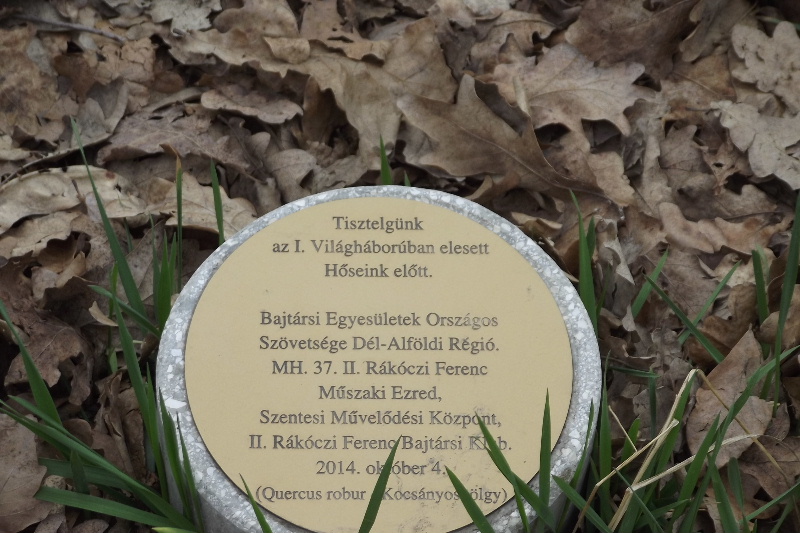 Tisztelgünk
az I. Világháborúban elesett
Hőseink előtt.
Bajtársi Egyesületek Országos
Szövetsége Dél-Alföldi Régió.
MH. 37. II. Rákóczi Ferenc
Műszaki Ezred,
Szentesi Művelődési Központ,
II. Rákóczi Ferenc Bajtársi Klub.
2014. október 4.
(Quercus robur Kocsányos tölgy)